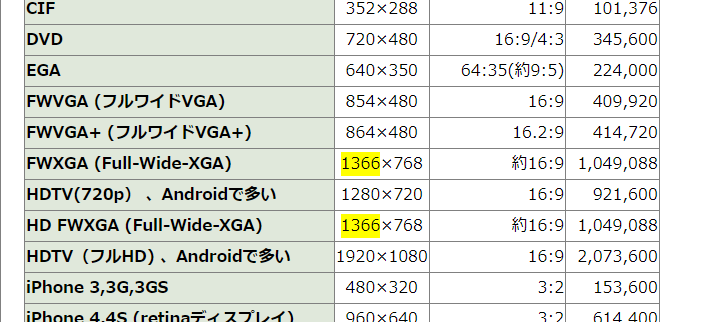 CIF 352×288 11:9 101,376
DVD 720×480 16:9/4:3 345,600
EGA 640×350 64:35(約9:5) 224,000
FWVGA (フルワイドVGA) 854×480 16:9 409,920
FWVGA+ (フルワイドVGA+) 864×480 16.2:9 414,720
FWXGA (Full-Wide-XGA) 1366×768 約16:9 1,049,088
HDTV(720p) 、Androidで多い 1280×720 16:9 921,600
HD FWXGA (Full-Wide-XGA) 1366×768 約16:9 1,049,088
HDTV（フルHD）、Androidで多い 1920×1080 16:9 2,073,600
iPhone 3,3G,3GS 480×320 3:2 153,600
iPhone 4,4S (retinaディスプレイ) 960×640 3:2 614,400